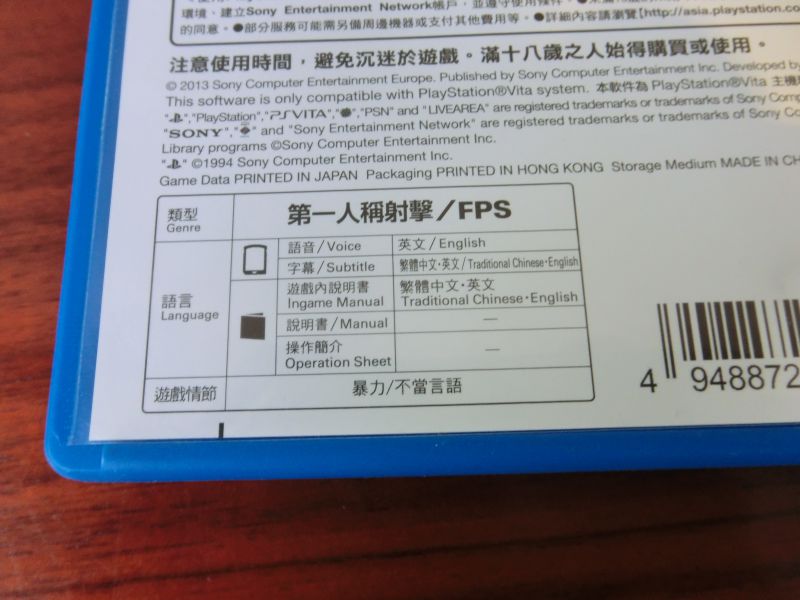 環境、建立Sony Entertainment Network帳戶，並遵守使用條件。
的同意。●部分服務可能需另備周邊機器或支付其他費用等。●詳細內容請瀏覽【http://asia.playstation.co
注意使用時間，避免沉迷於遊戲。滿十八歲之人始得購買或使用。
© 2013 Sony Computer Entertainment Europe. Published by Sony Computer Entertainment Inc. Developed by
This software is only compatible with PlayStation®Vita system. 本軟件為 PlayStation®Vita 主機
"PlayStation", "PSVITA", "PSN" and "LIVEAREA" are registered trademarks or trademarks of Sony Comp
"SONY", and "Sony Entertainment Network" are registered trademarks or trademarks of Sony Co
Library programs ©Sony Computer Entertainment Inc.
©1994 Sony Computer Entertainment Inc.
Game Data PRINTED IN JAPAN Packaging PRINTED IN HONG KONG Storage Medium MADE IN CH
類型 Genre
第一人稱射擊/FPS
語言 Language
語音/Voice 英文/English
字幕/Subtitle 繁體中文·英文/Traditional Chinese·English
遊戲內說明書 繁體中文·英文
Ingame Manual Traditional Chinese·English
說明書/Manual —
操作簡介 —
Operation Sheet
遊戲情節 暴力/不當言語
4 948872